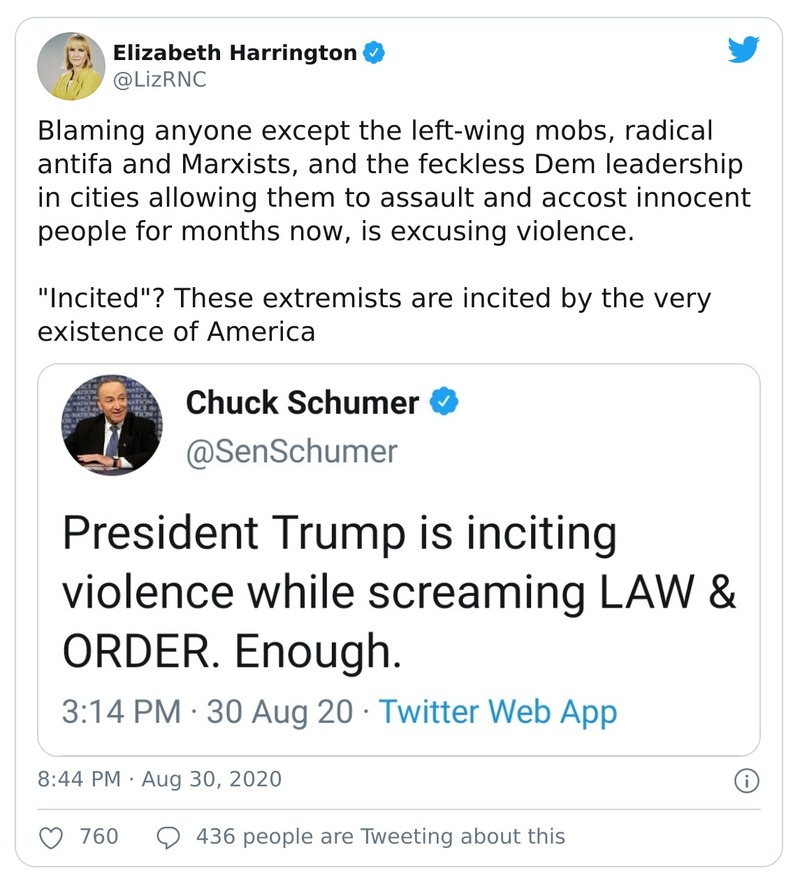 Elizabeth Harrington
@LizRNC
Blaming anyone except the left-wing mobs, radical
antifa and Marxists, and the feckless Dem leadership
in cities allowing them to assault and accost innocent
people for months now, is excusing violence.
"Incited"? These extremists are incited by the very
existence of America
Chuck Schumer
@SenSchumer
President Trump is inciting
violence while screaming LAW &
ORDER. Enough.
3:14 PM · 30 Aug 20 · Twitter Web App
8:44 PM · Aug 30, 2020
760 436 people are Tweeting about this